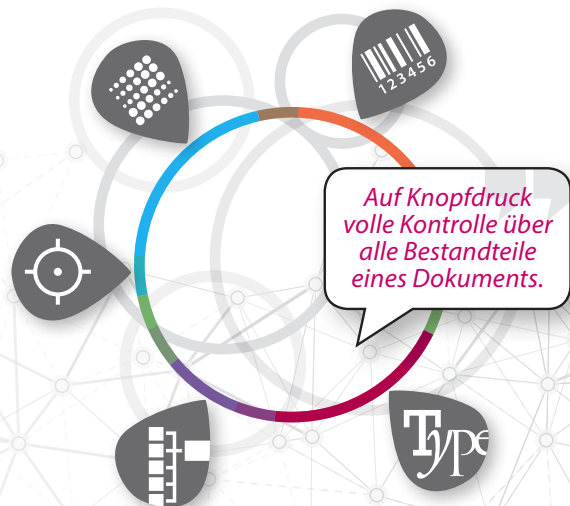 123456
Auf Knopfdruck
volle Kontrolle über
alle Bestandteile
eines Dokuments.
Type